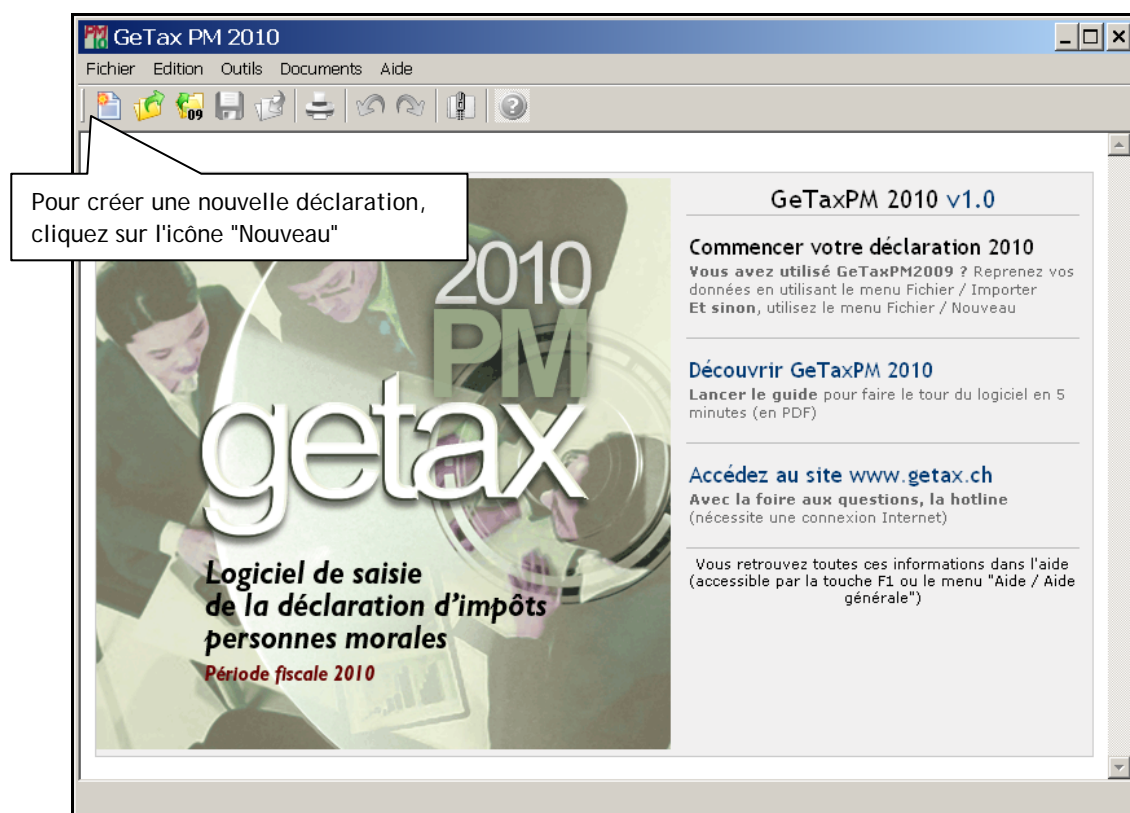 GeTax PM 2010
Fichier Edition Outils Documents Aide
09
Pour créer une nouvelle déclaration,
cliquez sur l'icône "Nouveau"
2010
PM
getax
Logiciel de saisie
de la déclaration d'impôts
personnes morales
Période fiscale 2010
GeTaxPM 2010 v1.0
Commencer votre déclaration 2010
Vous avez utilisé GeTaxPM2009 ? Reprenez vos
données en utilisant le menu Fichier / Importer
Et sinon, utilisez le menu Fichier / Nouveau
Découvrir GeTaxPM 2010
Lancer le guide pour faire le tour du logiciel en 5
minutes (en PDF)
Accédez au site www.getax.ch
Avec la foire aux questions, la hotline
(nécessite une connexion Internet)
Vous retrouvez toutes ces informations dans l'aide
(accessible par la touche F1 ou le menu "Aide / Aide
générale")